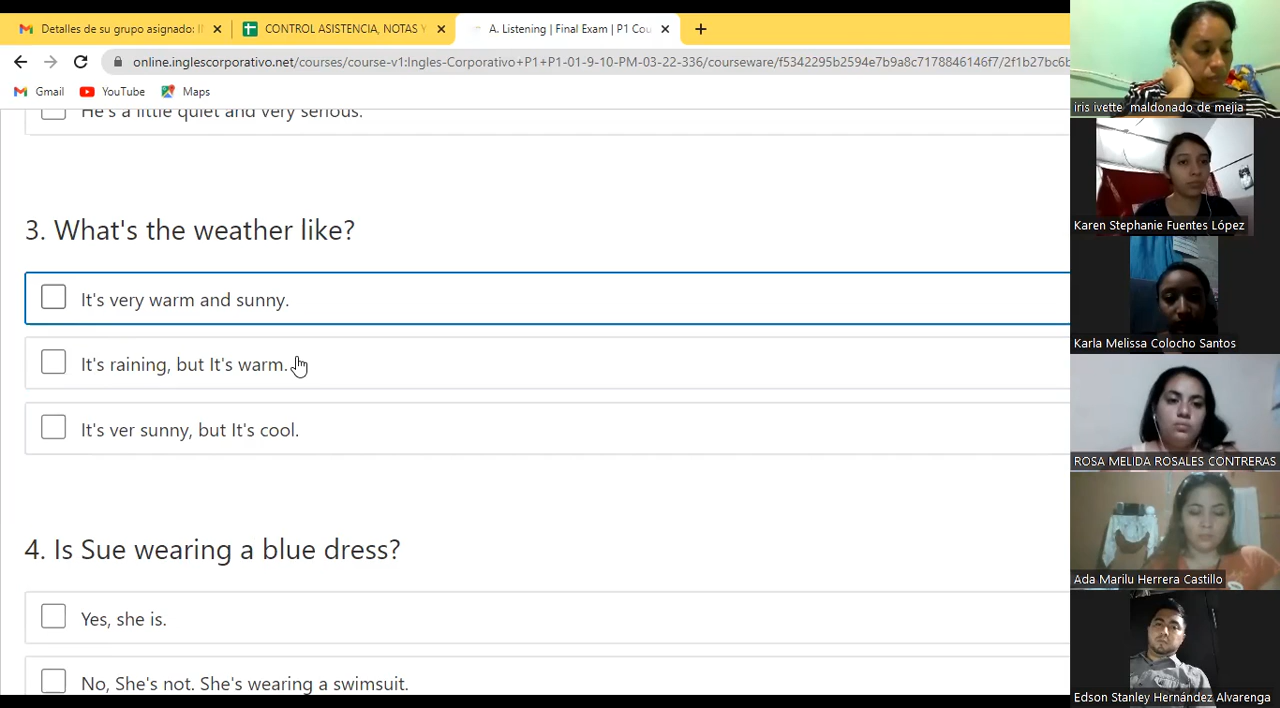 Detalles de su grupo asignado: I
CONTROL ASISTENCIA, NOTAS Y
A. Listening | Final Exam | P1 Cou
online.inglescorporativo.net/courses/course-v1:Ingles-Corporativo+P1+P1-01-9-10-PM-03-22-336/courseware/f5342295b2594e7b9a8c7178846146f7/2f1b27bc6b
Gmail
YouTube
Maps
He's a little quiet and very serious.
3. What's the weather like?
It's very warm and sunny.
It's raining, but It's warm.
It's ver sunny, but It's cool.
4. Is Sue wearing a blue dress?
Yes, she is.
No, She's not. She's wearing a swimsuit.
iris ivette maldonado de mejia
Karen Stephanie Fuentes López
Karla Melissa Colocho Santos
ROSA MELIDA ROSALES CONTRERAS
Ada Marilu Herrera Castillo
Edson Stanley Hernández Alvarenga